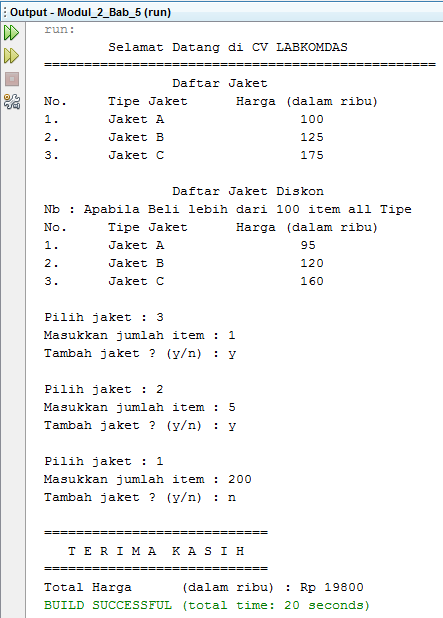 Output - Modul_2_Bab_5 (run)
run:
Selamat Datang di CV LABKOMDAS
=================================================
Daftar Jaket
No. Tipe Jaket Harga (dalam ribu)
1. Jaket A 100
2. Jaket B 125
3. Jaket C 175
Daftar Jaket Diskon
Nb : Apabila Beli lebih dari 100 item all Tipe
No. Tipe Jaket Harga (dalam ribu)
1. Jaket A 95
2. Jaket B 120
3. Jaket C 160
Pilih jaket : 3
Masukkan jumlah item : 1
Tambah jaket ? (y/n) : y
Pilih jaket : 2
Masukkan jumlah item : 5
Tambah jaket ? (y/n) : y
Pilih jaket : 1
Masukkan jumlah item : 200
Tambah jaket ? (y/n) : n
============================
T E R I M A K A S I H
============================
Total Harga (dalam ribu) : Rp 19800
BUILD SUCCESSFUL (total time: 20 seconds)